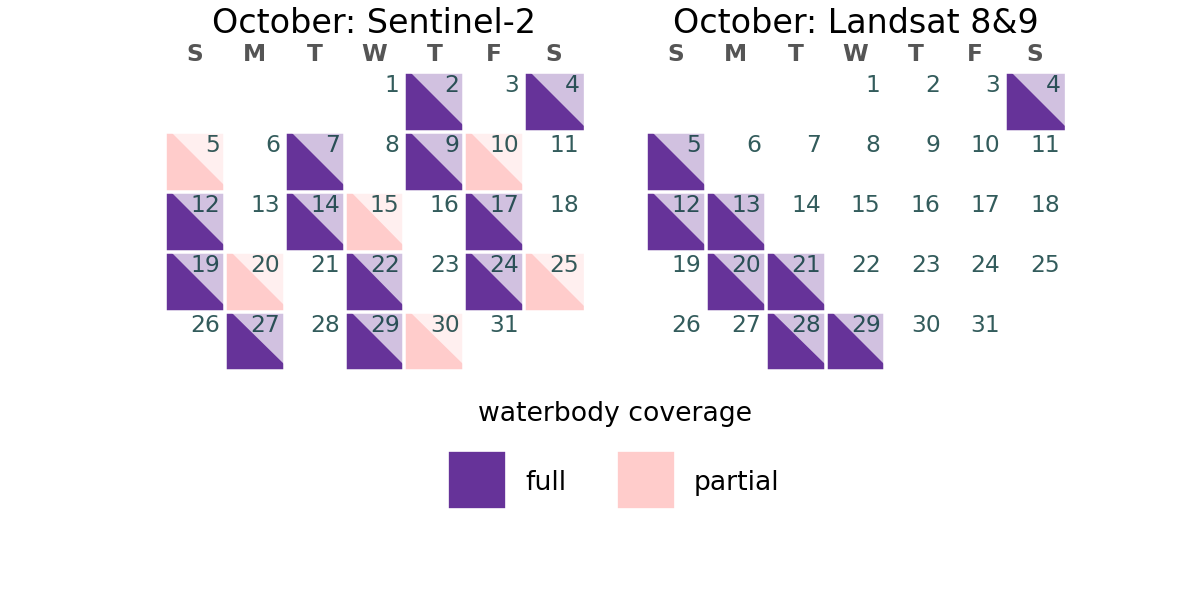 October: Sentinel-2
S M T W T F S
1 2 3 4
5 6 7 8 9 10 11
12 13 14 15 16 17 18
19 20 21 22 23 24 25
26 27 28 29 30 31
October: Landsat 8&9
S M T W T F S
1 2 3 4
5 6 7 8 9 10 11
12 13 14 15 16 17 18
19 20 21 22 23 24 25
26 27 28 29 30 31
waterbody coverage
full
partial